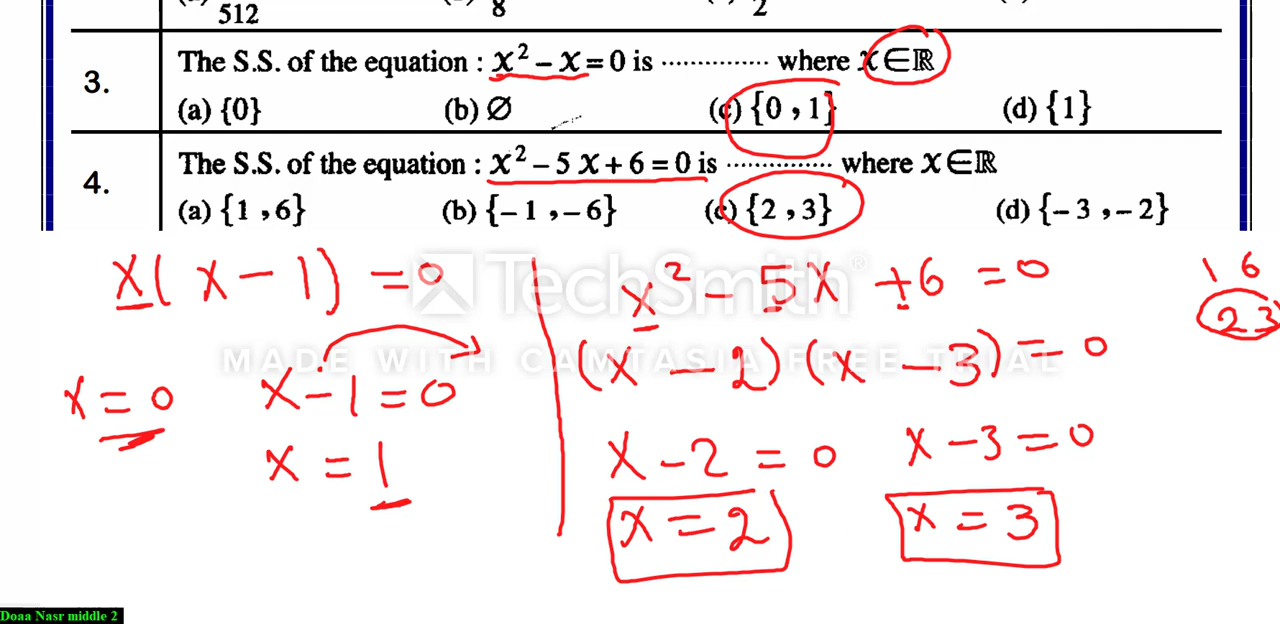 512 8 2
3. The S.S. of the equation : x² – x = 0 is ··············· where x ∈ ℝ
(a) {0} (b) ∅ (c) {0 , 1} (d) {1}
4. The S.S. of the equation : x² – 5 x + 6 = 0 is ··············· where x ∈ ℝ
(a) {1 , 6} (b) {– 1 , – 6} (c) {2 , 3} (d) {– 3 , – 2}
x( x – 1) = 0
x – 1 = 0
x = 0
x = 1
x² – 5x + 6 = 0
(x – 2)(x – 3) = 0
x – 2 = 0 x – 3 = 0
x = 2 x = 3
1 6
2 3
TechSmith®
MADE WITH CAMTASIA FREE TRIAL
Doaa Nasr middle 2